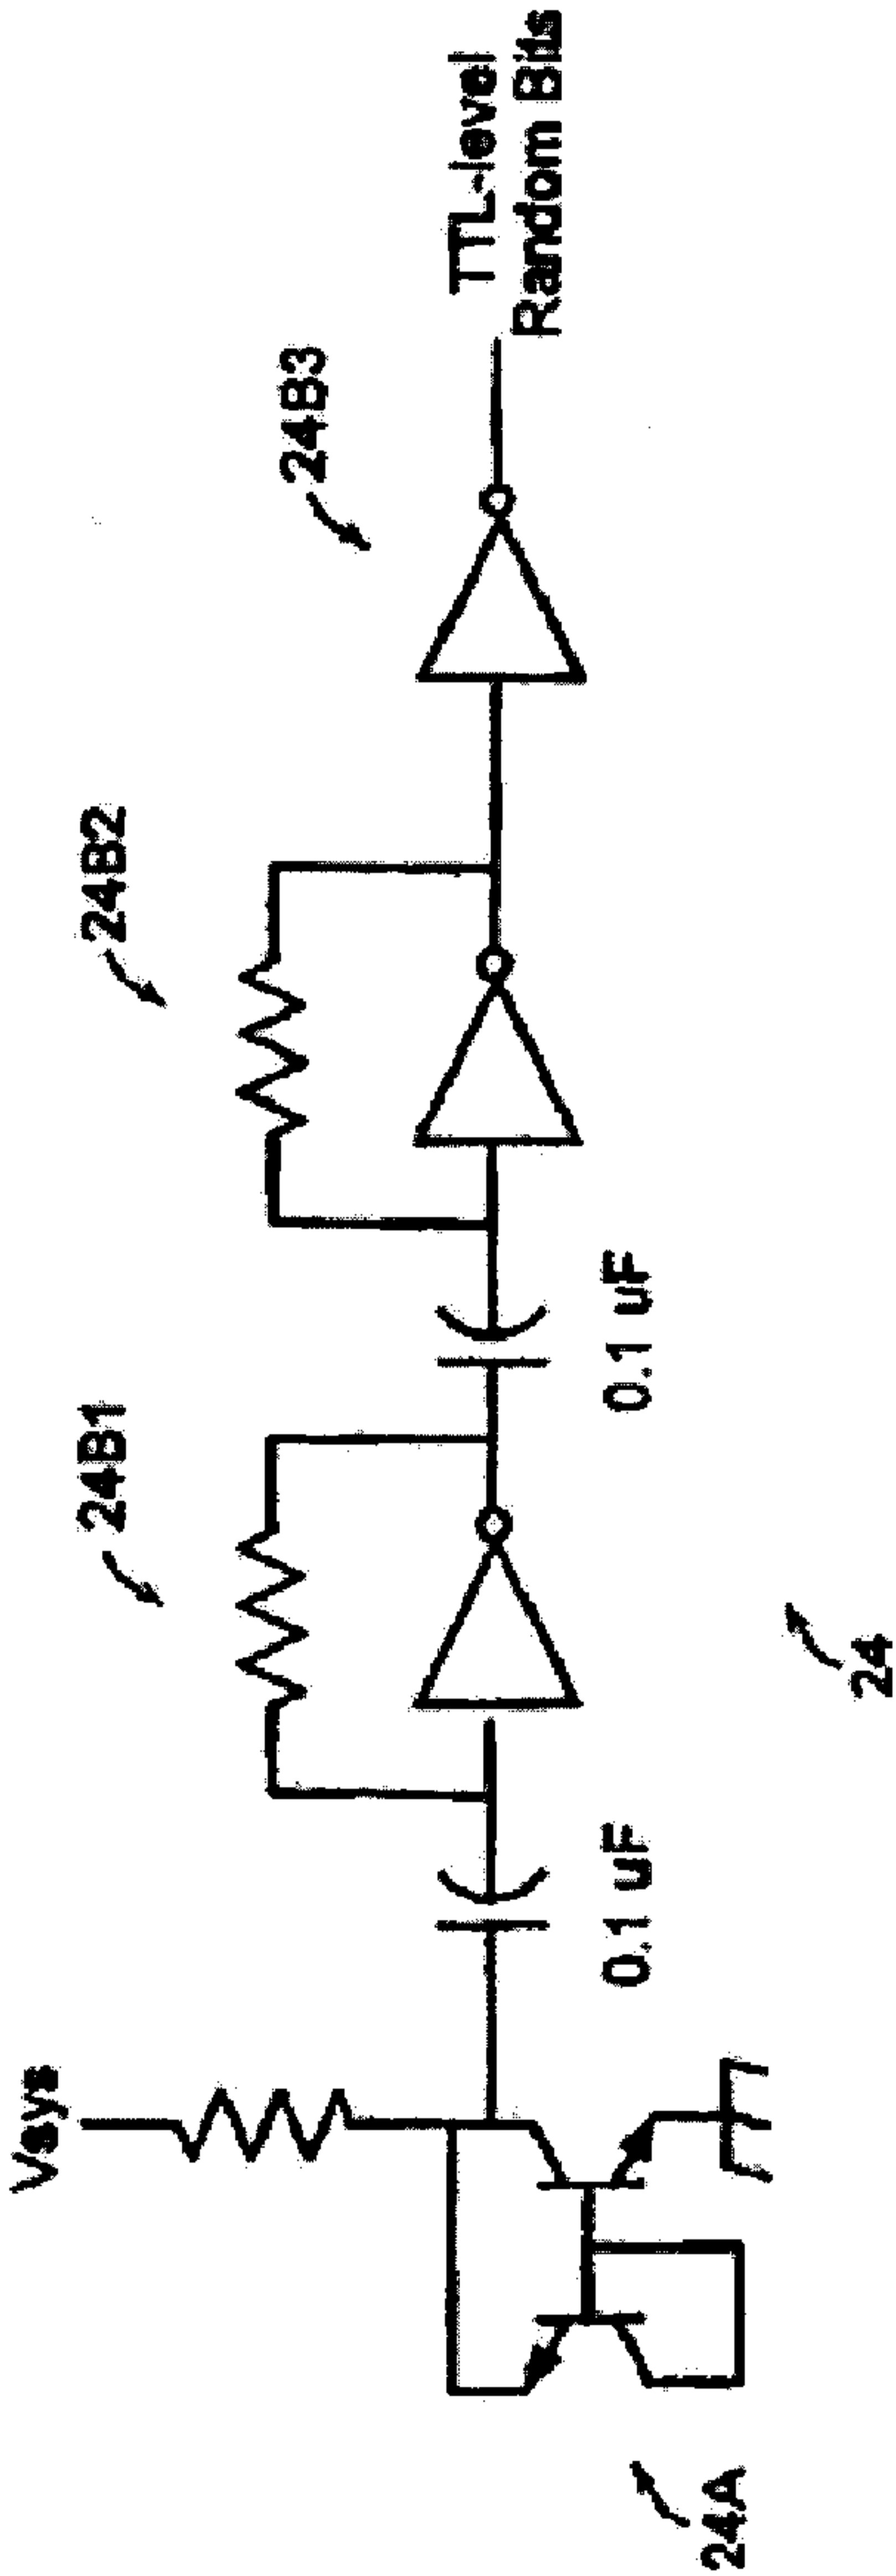 Vsys
24A
0.1 uF
24B1
24
0.1 uF
24B2
24B3
TTL-level
Random Bits